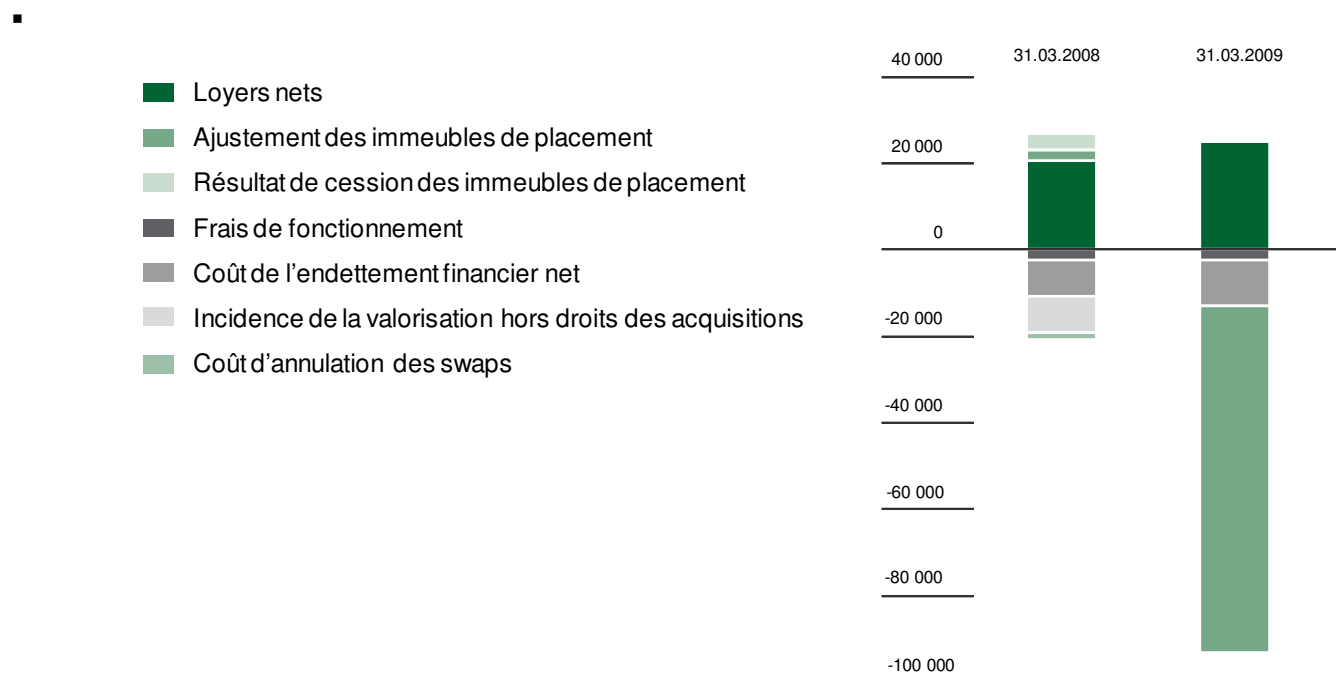 Loyers nets
Ajustement des immeubles de placement
Résultat de cession des immeubles de placement
Frais de fonctionnement
Coût de l’endettement financier net
Incidence de la valorisation hors droits des acquisitions
Coût d’annulation des swaps
31.03.2008 31.03.2009
40 000
20 000
0
-20 000
-40 000
-60 000
-80 000
-100 000